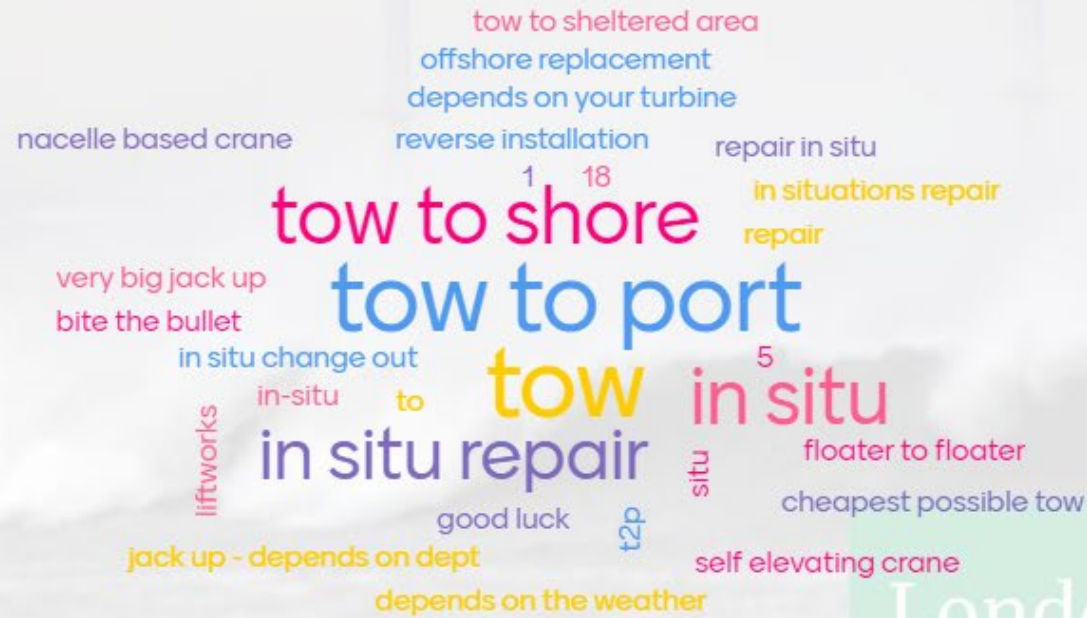 tow to sheltered area
offshore replacement
depends on your turbine
nacelle based crane
reverse installation
repair in situ
1
18
in situations repair
tow to shore
repair
very big jack up
tow to port
bite the bullet
in situ change out
5
tow
in situ
in-situ
to
liftworks
in situ repair
situ
floater to floater
cheapest possible tow
good luck
t2p
jack up - depends on dept
self elevating crane
depends on the weather